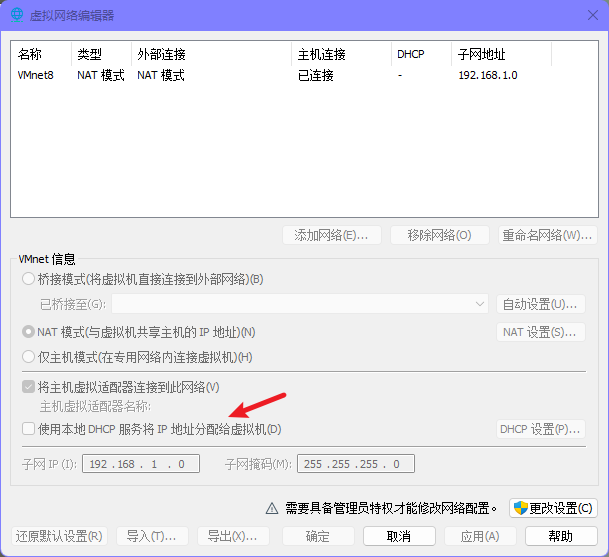 虚拟网络编辑器
名称 类型 外部连接 主机连接 DHCP 子网地址
VMnet8 NAT 模式 NAT 模式 已连接 - 192.168.1.0
添加网络(E)... 移除网络(O) 重命名网络(W)...
VMnet 信息
桥接模式(将虚拟机直接连接到外部网络)(B)
已桥接至(G): 自动设置(U)...
NAT 模式(与虚拟机共享主机的 IP 地址)(N) NAT 设置(S)...
仅主机模式(在专用网络内连接虚拟机)(H)
将主机虚拟适配器连接到此网络(V)
主机虚拟适配器名称:
使用本地 DHCP 服务将 IP 地址分配给虚拟机(D) DHCP 设置(P)...
子网 IP (I): 192 . 168 . 1 . 0 子网掩码(M): 255 . 255 . 255 . 0
需要具备管理员特权才能修改网络配置。 更改设置(C)
还原默认设置(R) 导入(T)... 导出(X)... 确定 取消 应用(A) 帮助